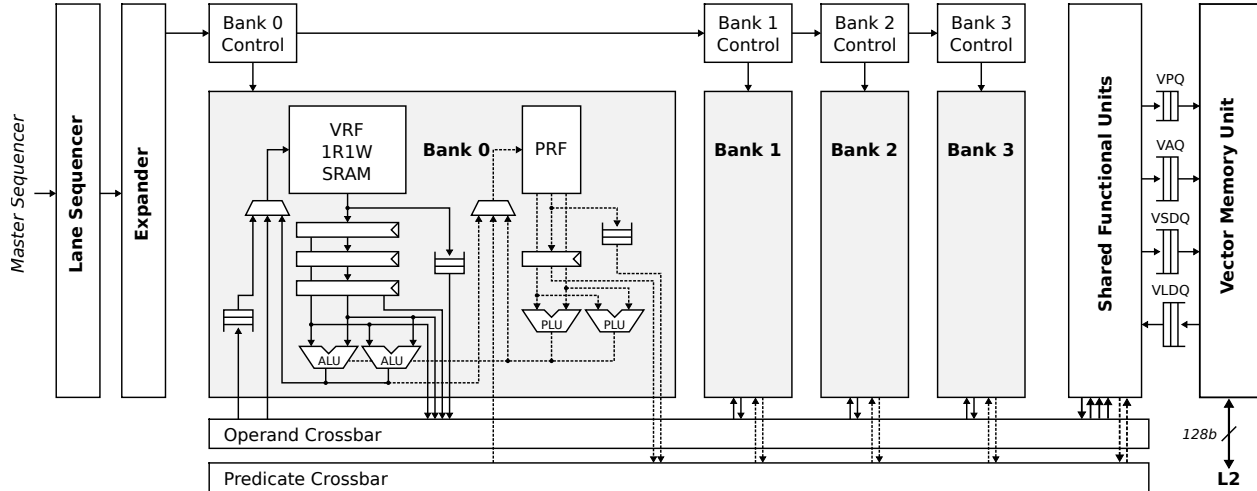 Master Sequencer
Lane Sequencer
Expander
Bank 0
Control
Bank 1
Control
Bank 2
Control
Bank 3
Control
VRF
1R1W
SRAM
Bank 0
PRF
ALU
ALU
PLU
PLU
Bank 1
Bank 2
Bank 3
Shared Functional Units
VPQ
VAQ
VSDQ
VLDQ
Vector Memory Unit
Operand Crossbar
Predicate Crossbar
128b
L2